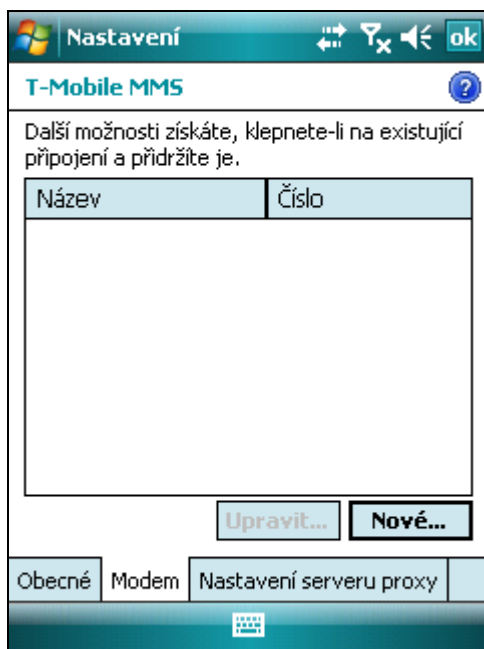 Nastavení
ok
T-Mobile MMS
?
Další možnosti získáte, klepnete-li na existující
připojení a přidržíte je.
Název Číslo
Upravit... Nové...
Obecné Modem Nastavení serveru proxy